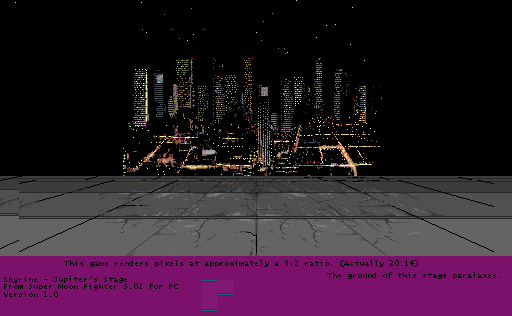 This game renders pixels at approximately a 3:2 ratio. (Actually 20:14)
The ground of this stage paralaxes.
Skyrine - Jupiter's Stage
From Super Moon Fighter 3.02 for PC
Version 1.0